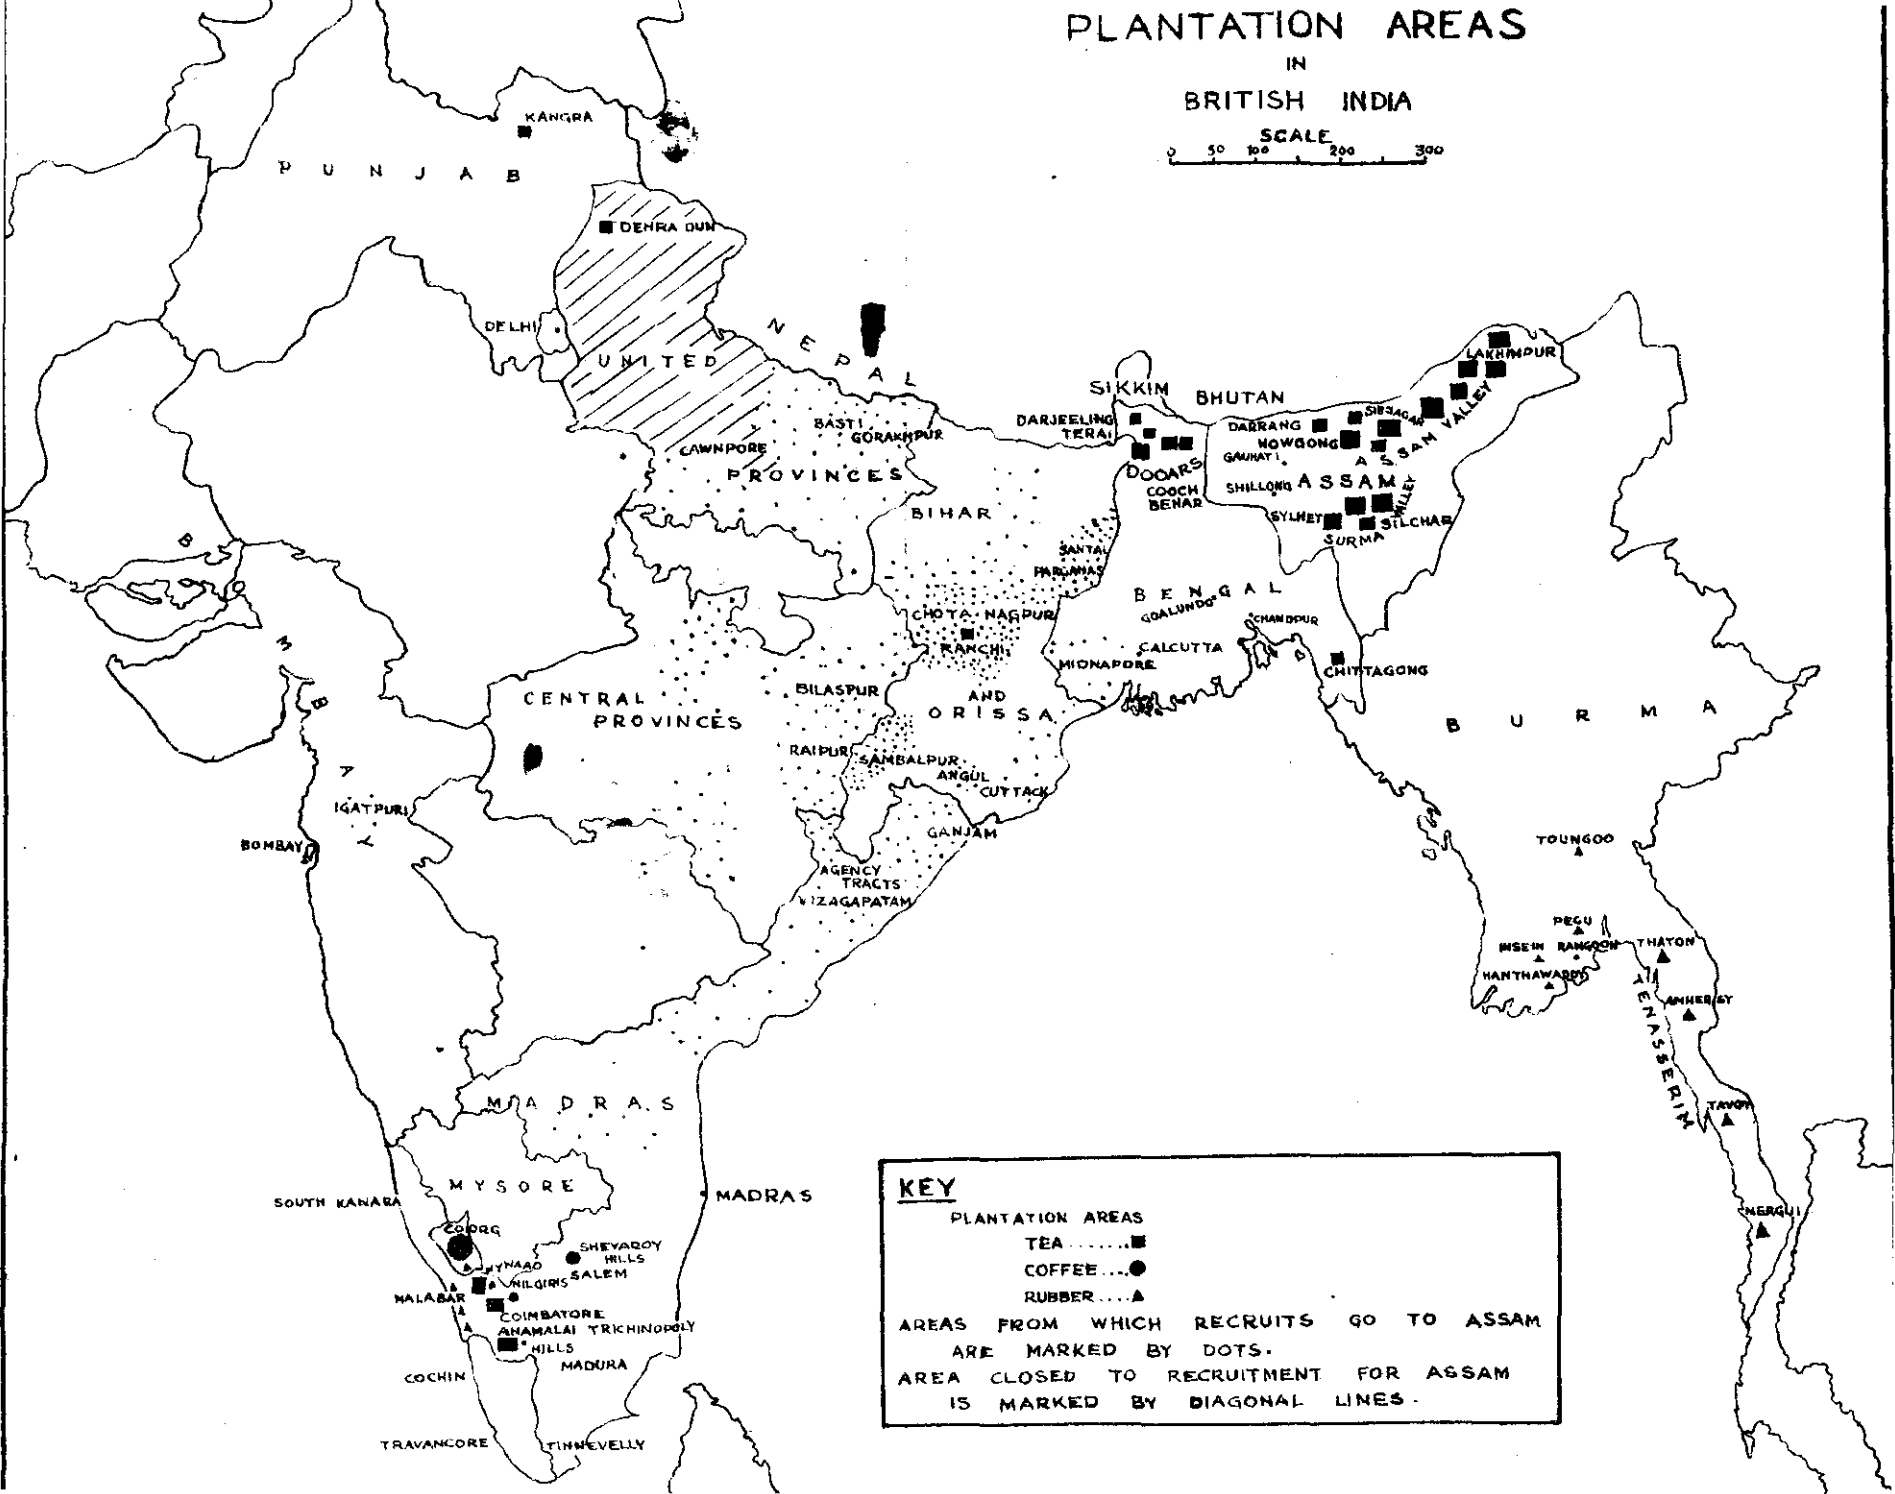 PLANTATION AREAS
IN
BRITISH INDIA
SCALE
0 50 100 200 300
KANGRA
PUNJAB
DEHRA DUN
DELHI
NEPAL
UNITED
PROVINCES
BASTI
GORAKHPUR
CAWNPORE
SIKKIM
BHUTAN
DARJEELING
TERAI
DOOARS
COOCH
BEHAR
LAKHIMPUR
SIBSAGAR
DARRANG
NOWGONG
ASSAM VALLEY
GAUHATI
SHILLONG
ASSAM
SYLHET
SILCHAR
SURMA VALLEY
BIHAR
SANTAL
PARGANAS
BENGAL
GOALUNDO
CHANDPUR
CHOTA NAGPUR
RANCHI
CALCUTTA
MIDNAPORE
CHITTAGONG
BOMBAY
CENTRAL
PROVINCES
BILASPUR
AND
ORISSA
BURMA
RAIPUR
SAMBALPUR
ANGUL
CUTTACK
IGATPURI
BOMBAY
GANJAM
AGENCY
TRACTS
VIZAGAPATAM
TOUNGOO
PEGU
INSEIN RANGOON THATON
HANTHAWADDY
AMHERST
TENASSERIM
TAVOY
MERGUI
MADRAS
MYSORE
MADRAS
SOUTH KANARA
COORG
SHEVAROY
HILLS
WYNAAD
NILGIRIS SALEM
MALABAR
COIMBATORE
ANAMALAI TRICHINOPOLY
HILLS
MADURA
COCHIN
TRAVANCORE
TINNEVELLY
KEY
PLANTATION AREAS
TEA.......
COFFEE....
RUBBER....
AREAS FROM WHICH RECRUITS GO TO ASSAM
ARE MARKED BY DOTS.
AREA CLOSED TO RECRUITMENT FOR ASSAM
IS MARKED BY DIAGONAL LINES.